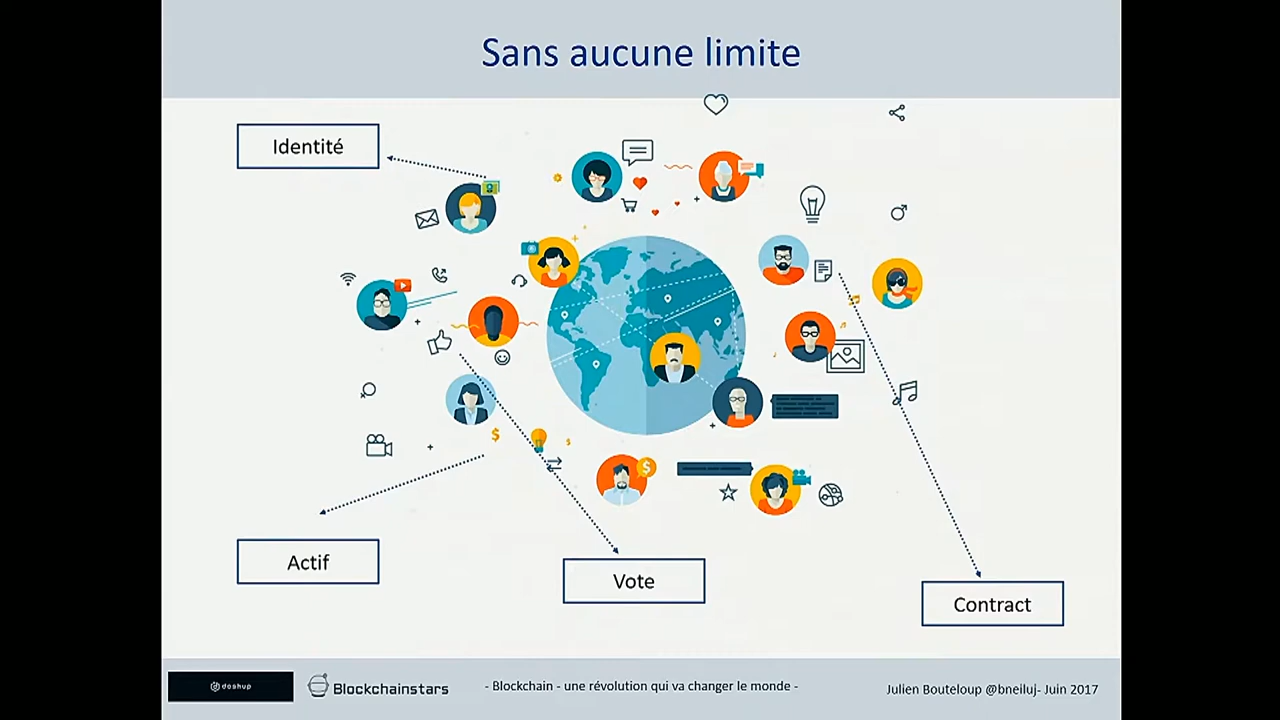 Sans aucune limite
Identité
$
$
$
Actif
Vote
Contract
doshup
Blockchainstars
- Blockchain - une révolution qui va changer le monde -
Julien Bouteloup @bneiluj- Juin 2017